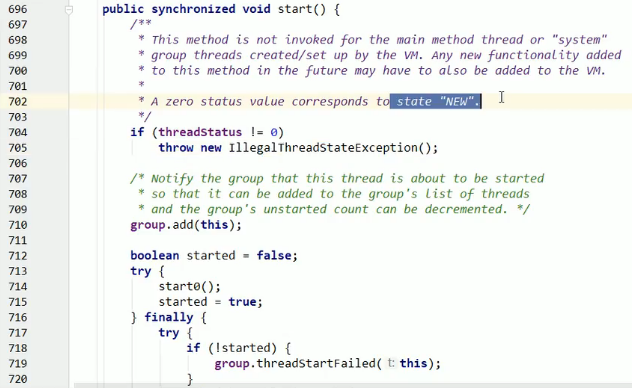 696 public synchronized void start() {
697 /**
698 * This method is not invoked for the main method thread or "system"
699 * group threads created/set up by the VM. Any new functionality added
700 * to this method in the future may have to also be added to the VM.
701 *
702 * A zero status value corresponds to state "NEW".
703 */
704 if (threadStatus != 0)
705 throw new IllegalThreadStateException();
706
707 /* Notify the group that this thread is about to be started
708 * so that it can be added to the group's list of threads
709 * and the group's unstarted count can be decremented. */
710 group.add(this);
711
712 boolean started = false;
713 try {
714 start0();
715 started = true;
716 } finally {
717 try {
718 if (!started) {
719 group.threadStartFailed( t: this);
720 }